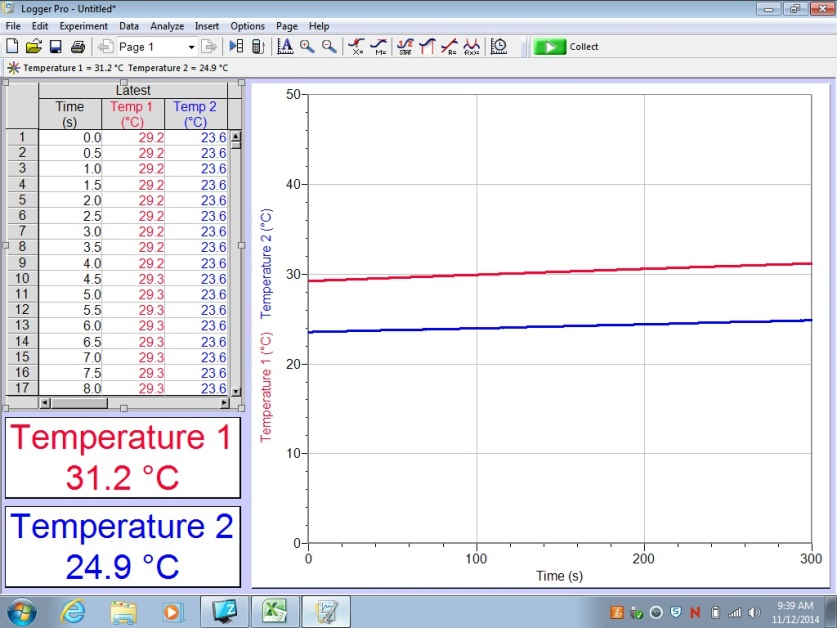 Logger Pro - Untitled*
File Edit Experiment Data Analyze Insert Options Page Help
Page 1
Collect
Temperature 1 = 31.2 °C Temperature 2 = 24.9 °C
Latest
Time Temp 1 Temp 2
(s) (°C) (°C)
1 0.0 29.2 23.6
2 0.5 29.2 23.6
3 1.0 29.2 23.6
4 1.5 29.2 23.6
5 2.0 29.2 23.6
6 2.5 29.2 23.6
7 3.0 29.2 23.6
8 3.5 29.2 23.6
9 4.0 29.2 23.6
10 4.5 29.3 23.6
11 5.0 29.3 23.6
12 5.5 29.3 23.6
13 6.0 29.3 23.6
14 6.5 29.3 23.6
15 7.0 29.3 23.6
16 7.5 29.3 23.6
17 8.0 29.3 23.6
Temperature 1
31.2 °C
Temperature 2
24.9 °C
Temperature 1 (°C) Temperature 2 (°C)
50
40
30
20
10
0
0 100 200 300
Time (s)
9:39 AM
11/12/2014